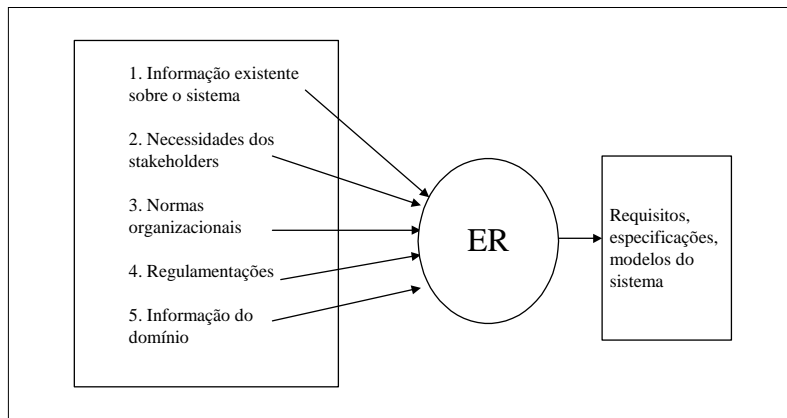 1. Informação existente
sobre o sistema
2. Necessidades dos
stakeholders
3. Normas
organizacionais
4. Regulamentações
5. Informação do
domínio
ER
Requisitos,
especificações,
modelos do
sistema